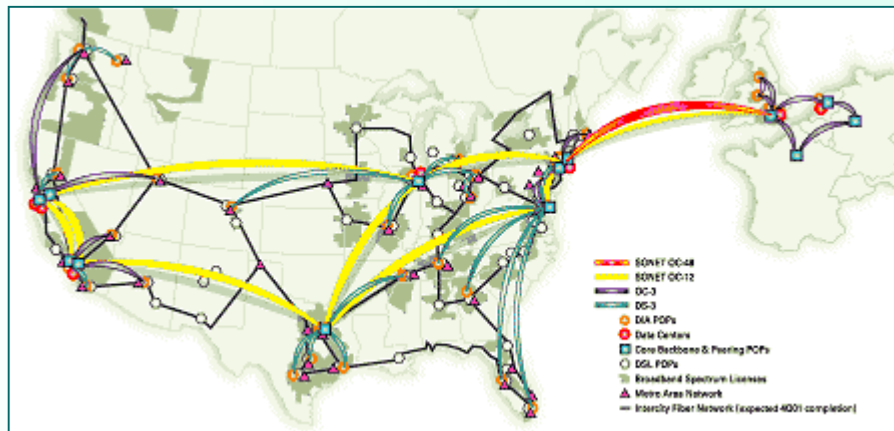 SONET OC-48
SONET OC-12
OC-3
DS-3
DIA POPs
Data Centers
Core Backbone & Peering POPs
DSL POPs
Broadband Spectrum Licenses
Metro Area Network
Intercity Fiber Network (expected 4Q01 completion)